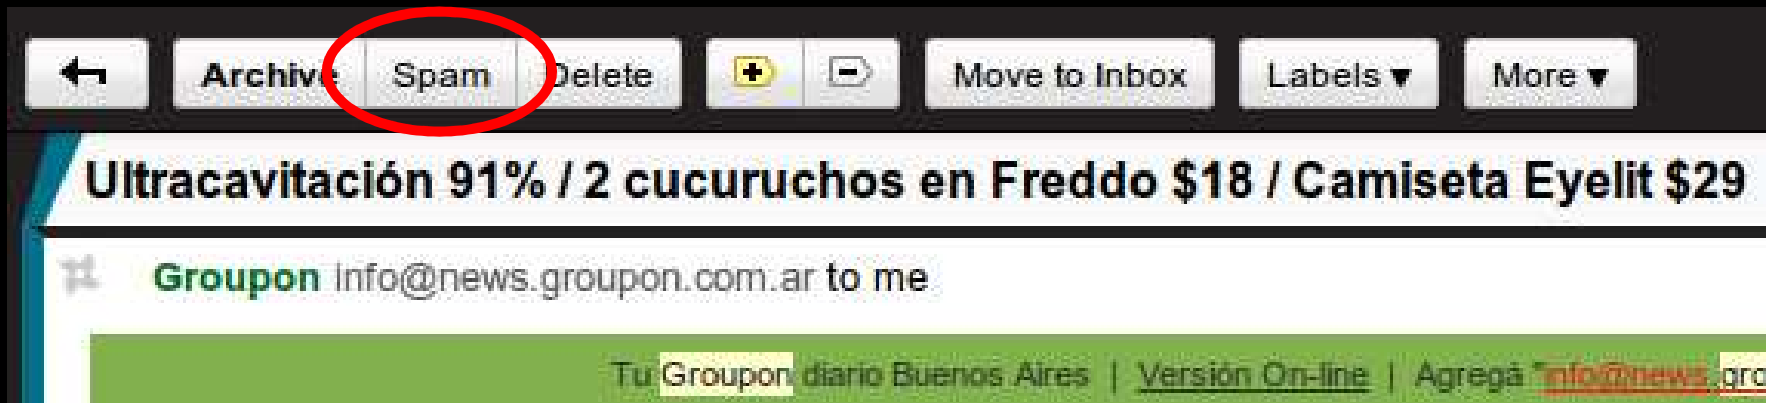 Archive Spam Delete Move to Inbox Labels More
Ultracavitación 91% / 2 cucuruchos en Freddo $18 / Camiseta Eyelit $29
Groupon info@news.groupon.com.ar to me
Tu Groupon diario Buenos Aires | Versión On-line | Agregá "info@news.gro